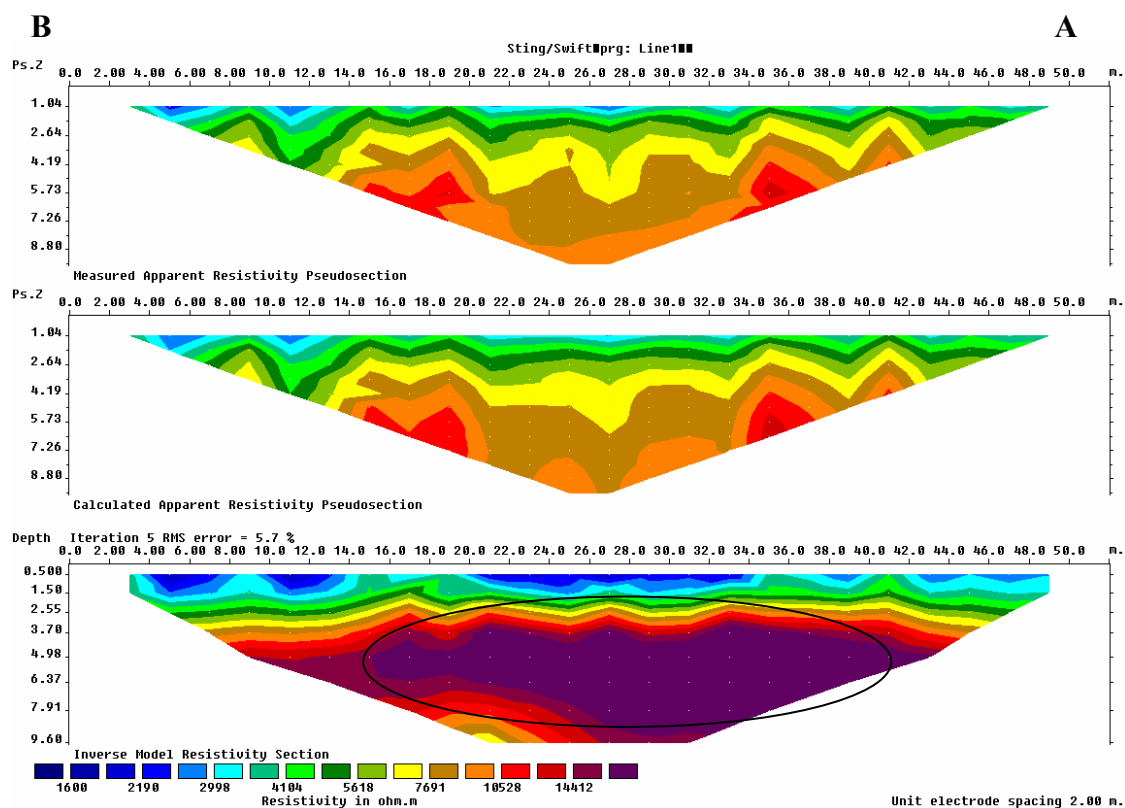 B A
Sting/Swift■prg: Line1■■
Ps.Z 0.0 2.00 4.00 6.00 8.00 10.0 12.0 14.0 16.0 18.0 20.0 22.0 24.0 26.0 28.0 30.0 32.0 34.0 36.0 38.0 40.0 42.0 44.0 46.0 48.0 50.0 m.
1.04
2.64
4.19
5.73
7.26
8.80
Measured Apparent Resistivity Pseudosection
Ps.Z 0.0 2.00 4.00 6.00 8.00 10.0 12.0 14.0 16.0 18.0 20.0 22.0 24.0 26.0 28.0 30.0 32.0 34.0 36.0 38.0 40.0 42.0 44.0 46.0 48.0 50.0 m.
1.04
2.64
4.19
5.73
7.26
8.80
Calculated Apparent Resistivity Pseudosection
Depth Iteration 5 RMS error = 5.7 %
0.0 2.00 4.00 6.00 8.00 10.0 12.0 14.0 16.0 18.0 20.0 22.0 24.0 26.0 28.0 30.0 32.0 34.0 36.0 38.0 40.0 42.0 44.0 46.0 48.0 50.0 m.
0.500
1.50
2.55
3.70
4.98
6.37
7.91
9.60
Inverse Model Resistivity Section
1600 2190 2998 4104 5618 7691 10528 14412
Resistivity in ohm.m Unit electrode spacing 2.00 m.